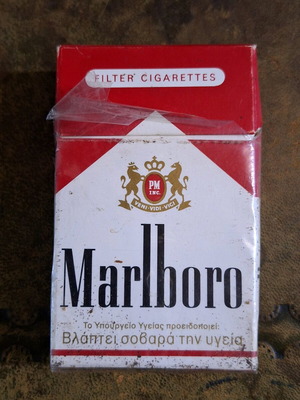 FILTER CIGARETTES
PM
INC.
VENI·VIDI·VICI
Marlboro
Το Υπουργείο Υγείας προειδοποιεί:
Βλάπτει σοβαρά την υγεία